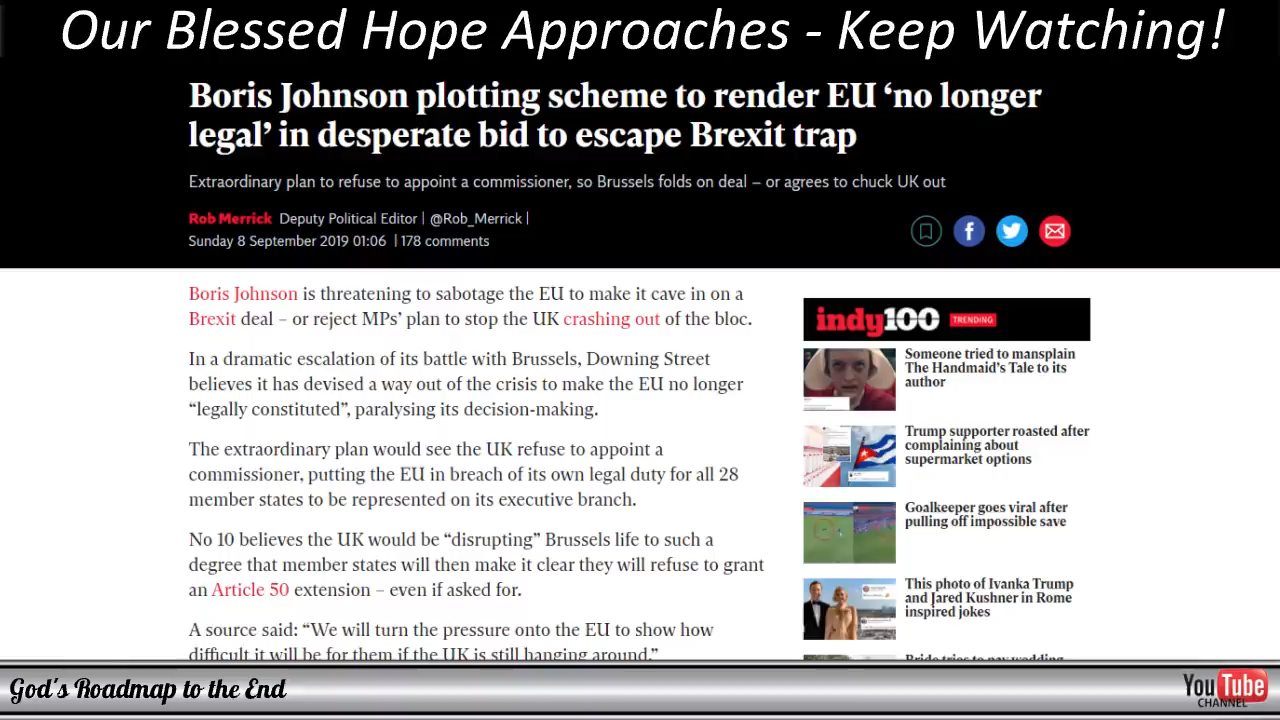 Our Blessed Hope Approaches - Keep Watching!
Boris Johnson plotting scheme to render EU ‘no longer
legal’ in desperate bid to escape Brexit trap
Extraordinary plan to refuse to appoint a commissioner, so Brussels folds on deal – or agrees to chuck UK out
Rob Merrick Deputy Political Editor | @Rob_Merrick |
Sunday 8 September 2019 01:06 | 178 comments
Boris Johnson is threatening to sabotage the EU to make it cave in on a
Brexit deal – or reject MPs’ plan to stop the UK crashing out of the bloc.
In a dramatic escalation of its battle with Brussels, Downing Street
believes it has devised a way out of the crisis to make the EU no longer
“legally constituted”, paralysing its decision-making.
The extraordinary plan would see the UK refuse to appoint a
commissioner, putting the EU in breach of its own legal duty for all 28
member states to be represented on its executive branch.
No 10 believes the UK would be “disrupting” Brussels life to such a
degree that member states will then make it clear they will refuse to grant
an Article 50 extension – even if asked for.
A source said: “We will turn the pressure onto the EU to show how
difficult it will be for them if the UK is still hanging around.”
indy100 TRENDING
Someone tried to mansplain
The Handmaid's Tale to its
author
Trump supporter roasted after
complaining about
supermarket options
Goalkeeper goes viral after
pulling off impossible save
This photo of Ivanka Trump
and Jared Kushner in Rome
inspired jokes
Bride tries to pay wedding
God's Roadmap to the End
YouTube
CHANNEL